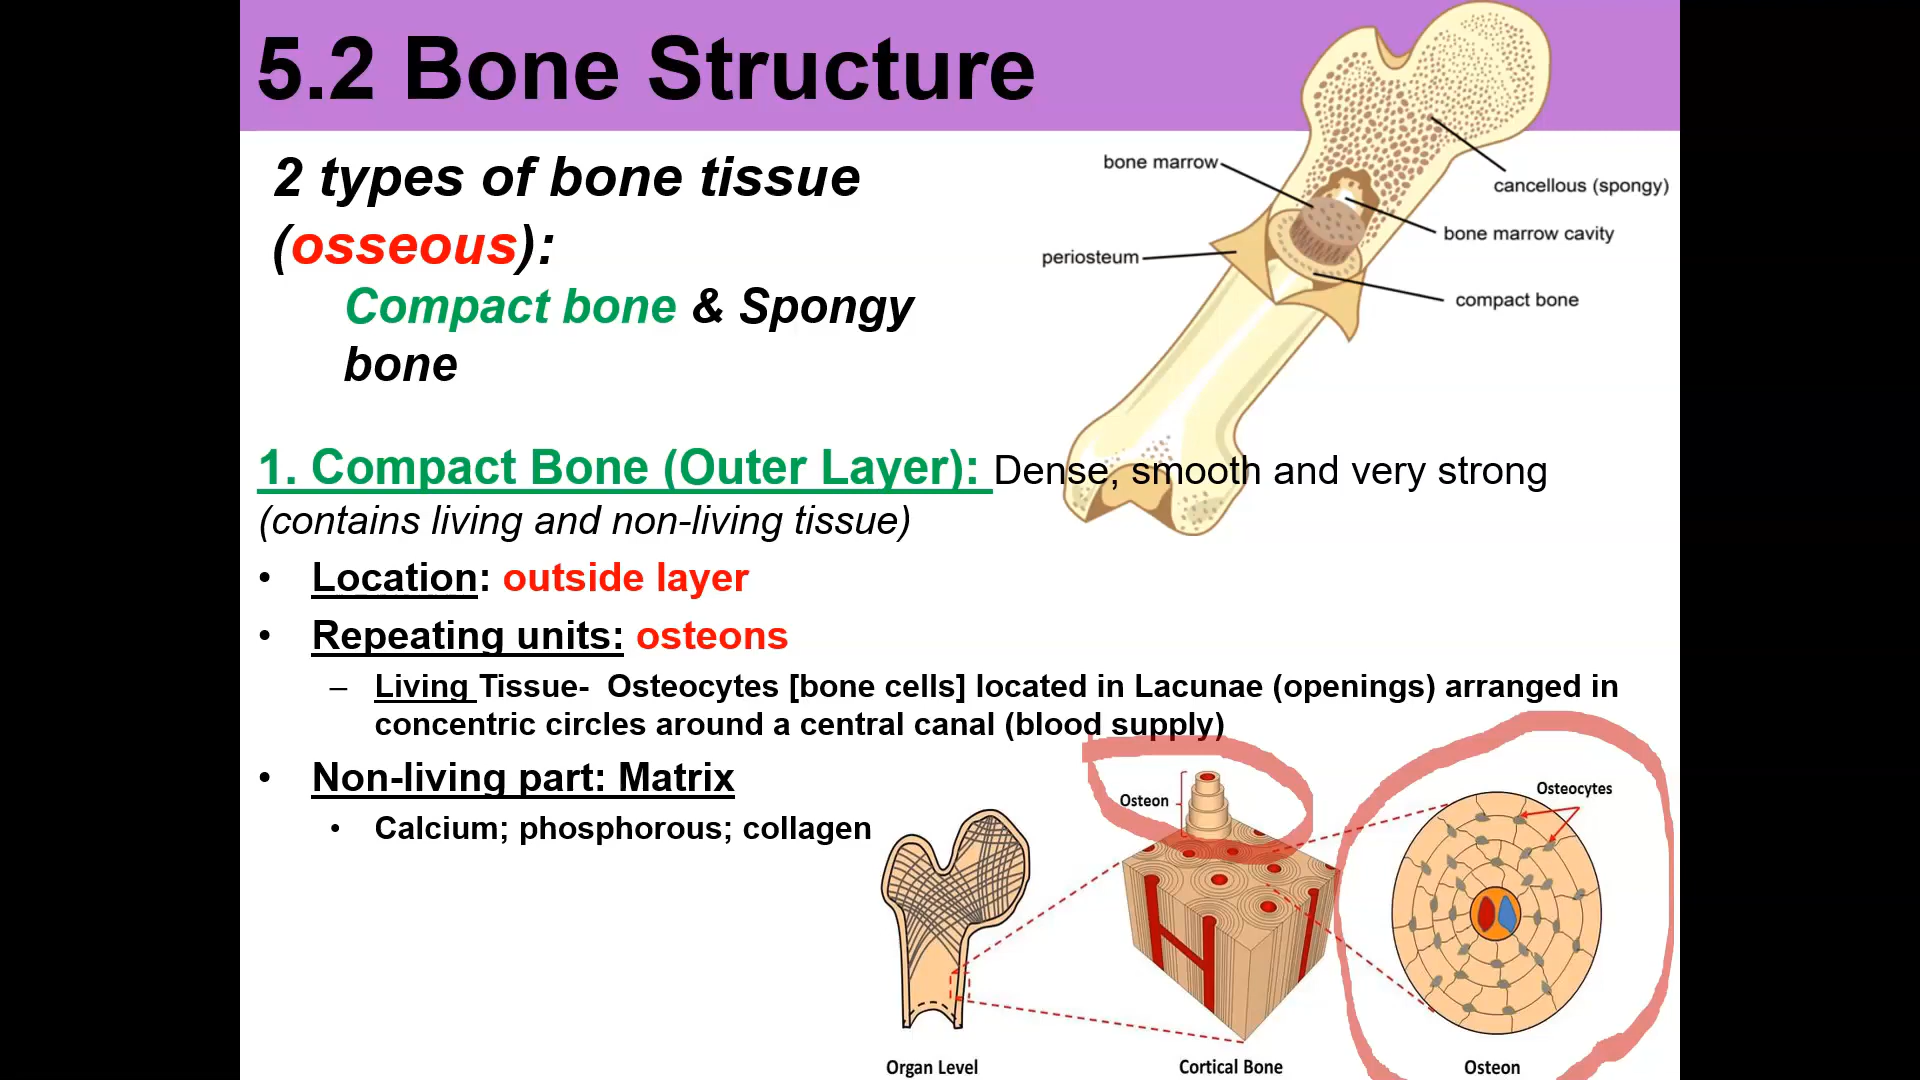 5.2 Bone Structure
2 types of bone tissue
(osseous):
Compact bone & Spongy
bone
bone marrow
cancellous (spongy)
bone marrow cavity
periosteum
compact bone
1. Compact Bone (Outer Layer): Dense, smooth and very strong
(contains living and non-living tissue)
• Location: outside layer
• Repeating units: osteons
– Living Tissue- Osteocytes [bone cells] located in Lacunae (openings) arranged in
concentric circles around a central canal (blood supply)
• Non-living part: Matrix
• Calcium; phosphorous; collagen
Osteon
Osteocytes
Organ Level
Cortical Bone
Osteon